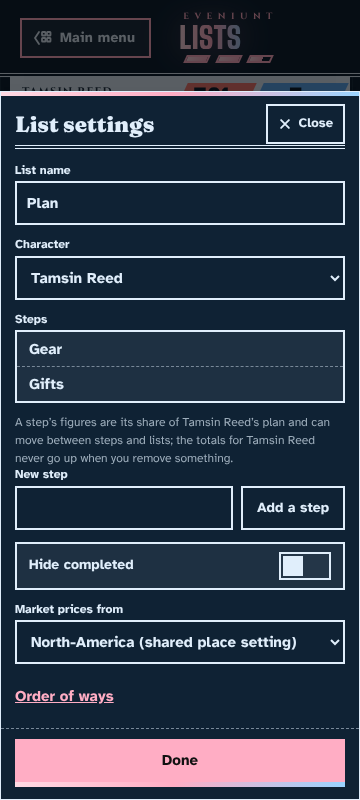 Main menu
EVENIUNT
LISTS
List settings
Close
List name
Plan
Character
Tamsin Reed
Steps
Gear
Gifts
A step's figures are its share of Tamsin Reed's plan and can
move between steps and lists; the totals for Tamsin Reed
never go up when you remove something.
New step
Add a step
Hide completed
Market prices from
North-America (shared place setting)
Order of ways
Done